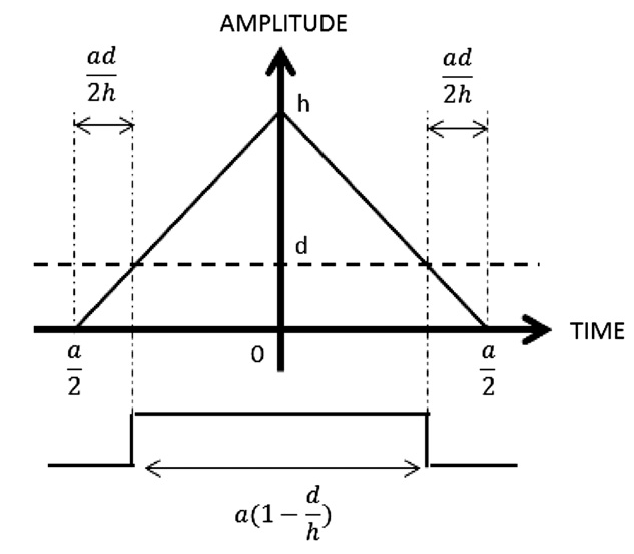 AMPLITUDE
ad/2h
ad/2h
h
d
TIME
a/2
0
a/2
a(1 − d/h)